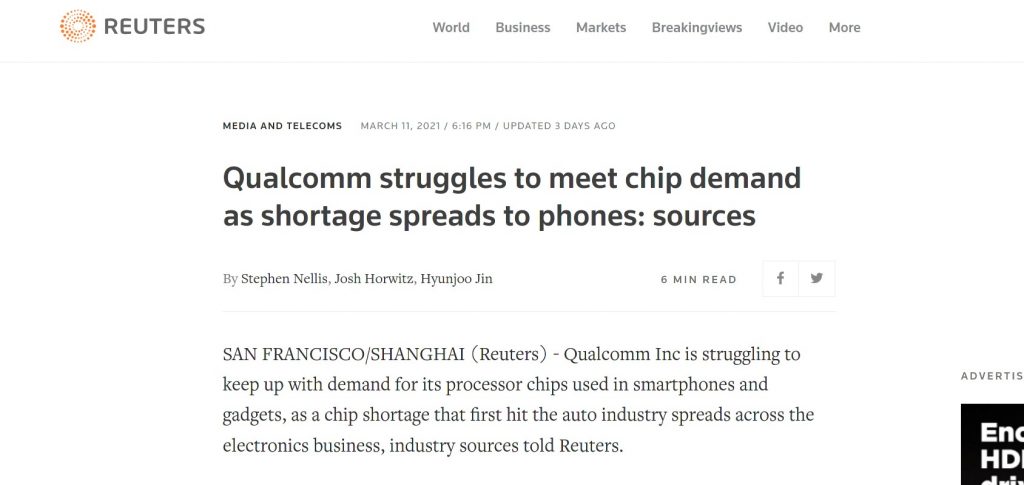 REUTERS
World Business Markets Breakingviews Video More
MEDIA AND TELECOMS MARCH 11, 2021 / 6:16 PM / UPDATED 3 DAYS AGO
Qualcomm struggles to meet chip demand
as shortage spreads to phones: sources
By Stephen Nellis, Josh Horwitz, Hyunjoo Jin
6 MIN READ
SAN FRANCISCO/SHANGHAI (Reuters) - Qualcomm Inc is struggling to
keep up with demand for its processor chips used in smartphones and
gadgets, as a chip shortage that first hit the auto industry spreads across the
electronics business, industry sources told Reuters.